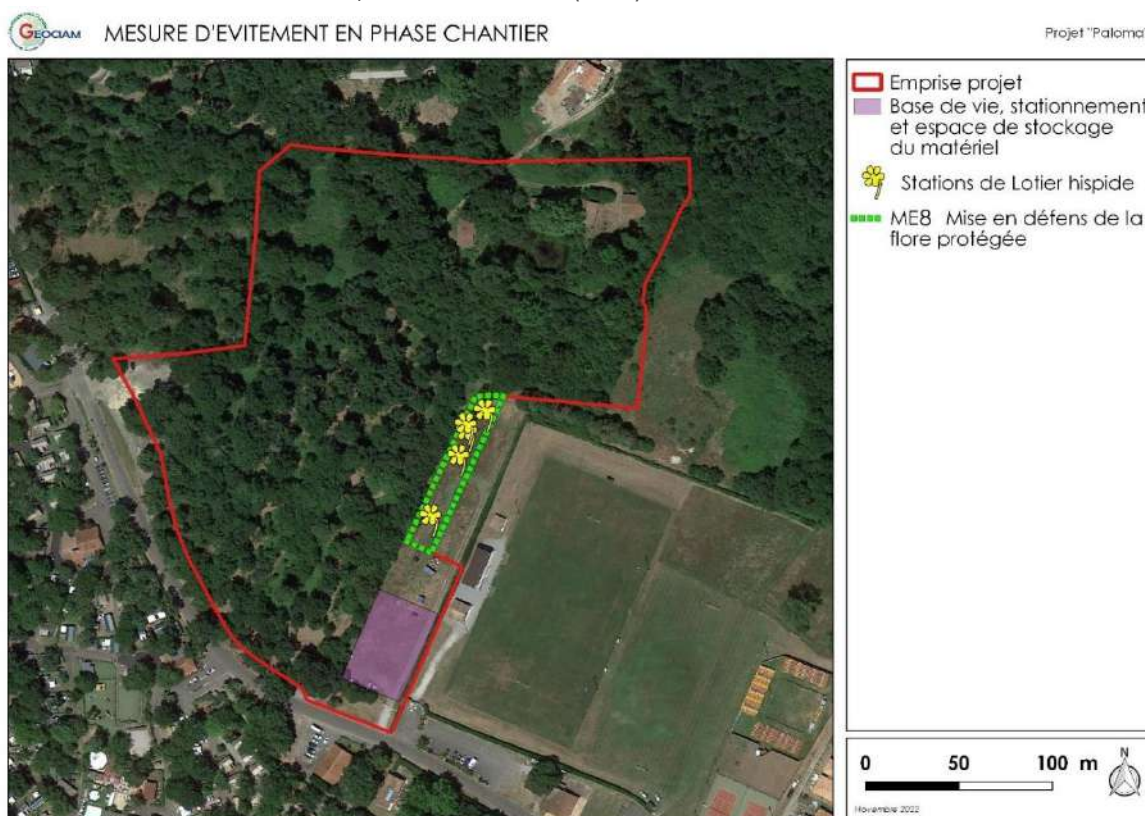 GEOCIAM
MESURE D'EVITEMENT EN PHASE CHANTIER
Projet "Paloma"
Emprise projet
Base de vie, stationnement
et espace de stockage
du matériel
Stations de Lotier hispide
ME8 Mise en défens de la
flore protégée
0 50 100 m
N
Novembre 2022